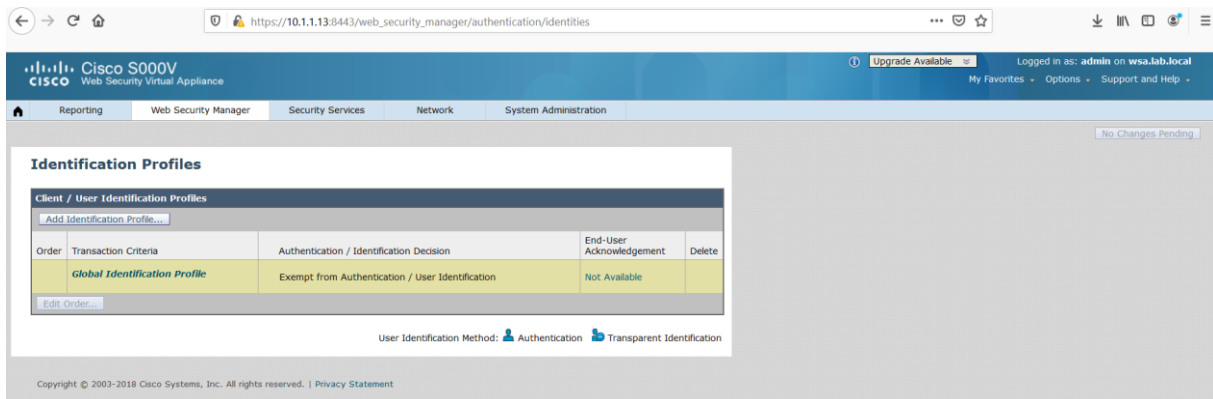 https://10.1.1.13:8443/web_security_manager/authentication/identities
CISCO
Cisco S000V
Web Security Virtual Appliance
Upgrade Available
Logged in as: admin on wsa.lab.local
My Favorites Options Support and Help
Reporting Web Security Manager Security Services Network System Administration
No Changes Pending
Identification Profiles
Client / User Identification Profiles
Add Identification Profile...
Order Transaction Criteria Authentication / Identification Decision End-User Acknowledgement Delete
Global Identification Profile Exempt from Authentication / User Identification Not Available
Edit Order...
User Identification Method: Authentication Transparent Identification
Copyright © 2003-2018 Cisco Systems, Inc. All rights reserved. | Privacy Statement